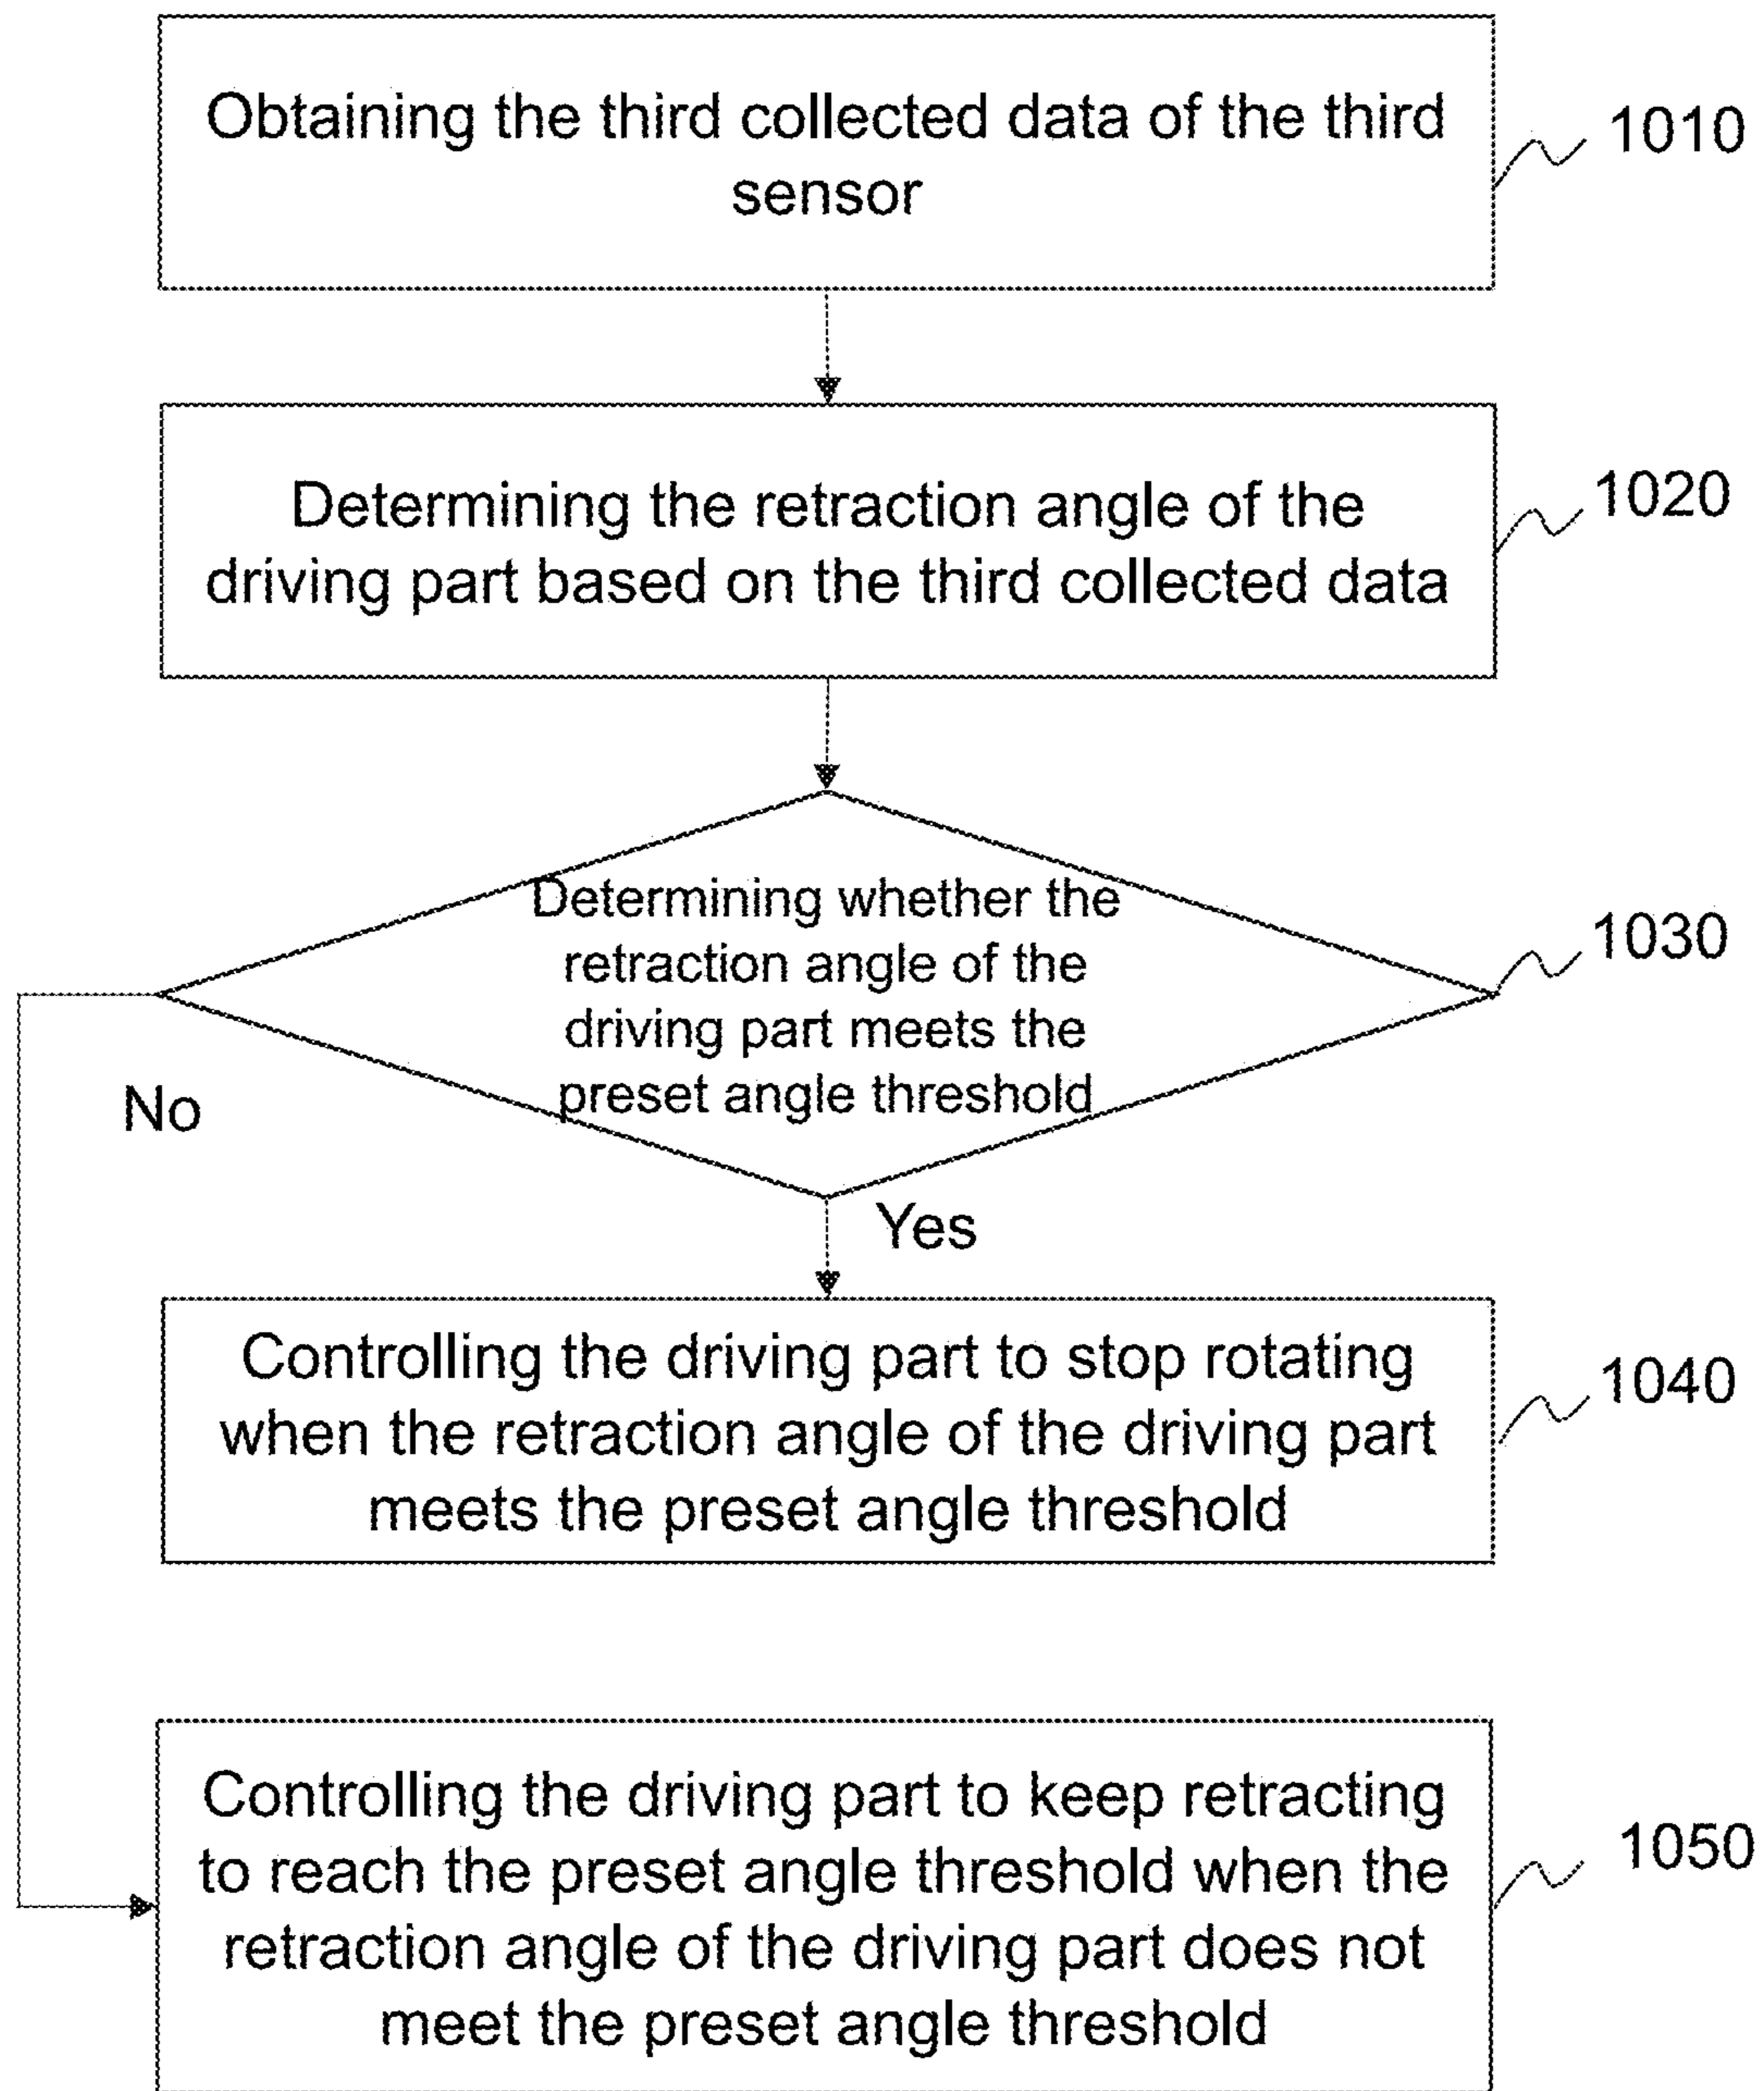 Obtaining the third collected data of the third
sensor
1010
Determining the retraction angle of the
driving part based on the third collected data
1020
Determining whether the
retraction angle of the
driving part meets the
preset angle threshold
1030
No
Yes
Controlling the driving part to stop rotating
when the retraction angle of the driving part
meets the preset angle threshold
1040
Controlling the driving part to keep retracting
to reach the preset angle threshold when the
retraction angle of the driving part does not
meet the preset angle threshold
1050